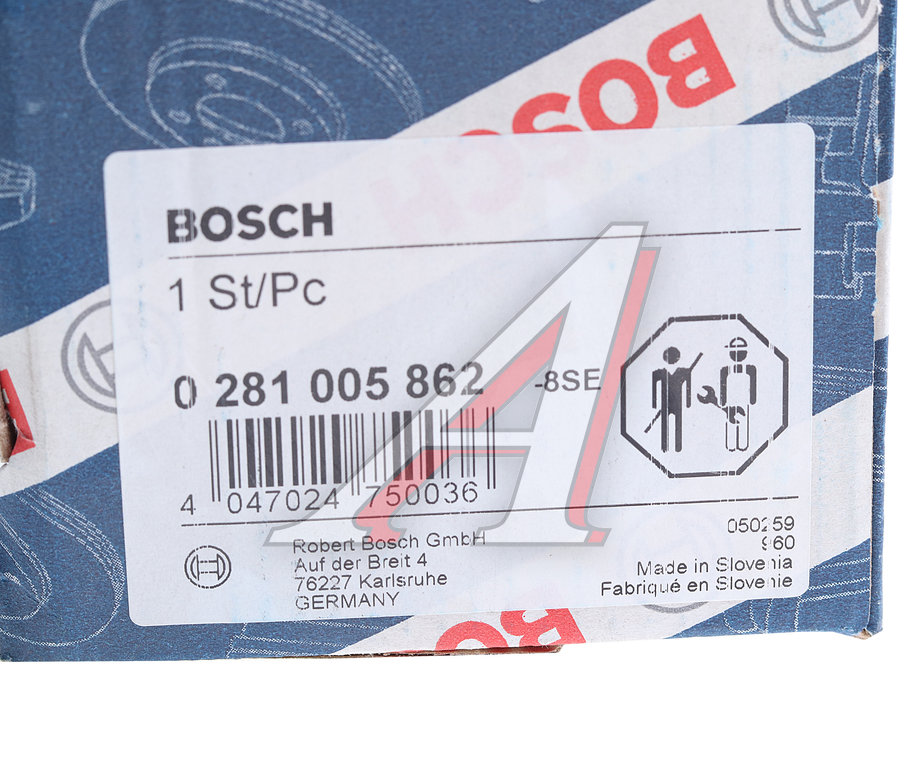 BOSCH
BOSCH
1 St/Pc
0 281 005 862 -8SE
4 047024 750036
Robert Bosch GmbH
Auf der Breit 4
76227 Karlsruhe
GERMANY
050259
960
Made in Slovenia
Fabriqué en Slovenie
BOSCH